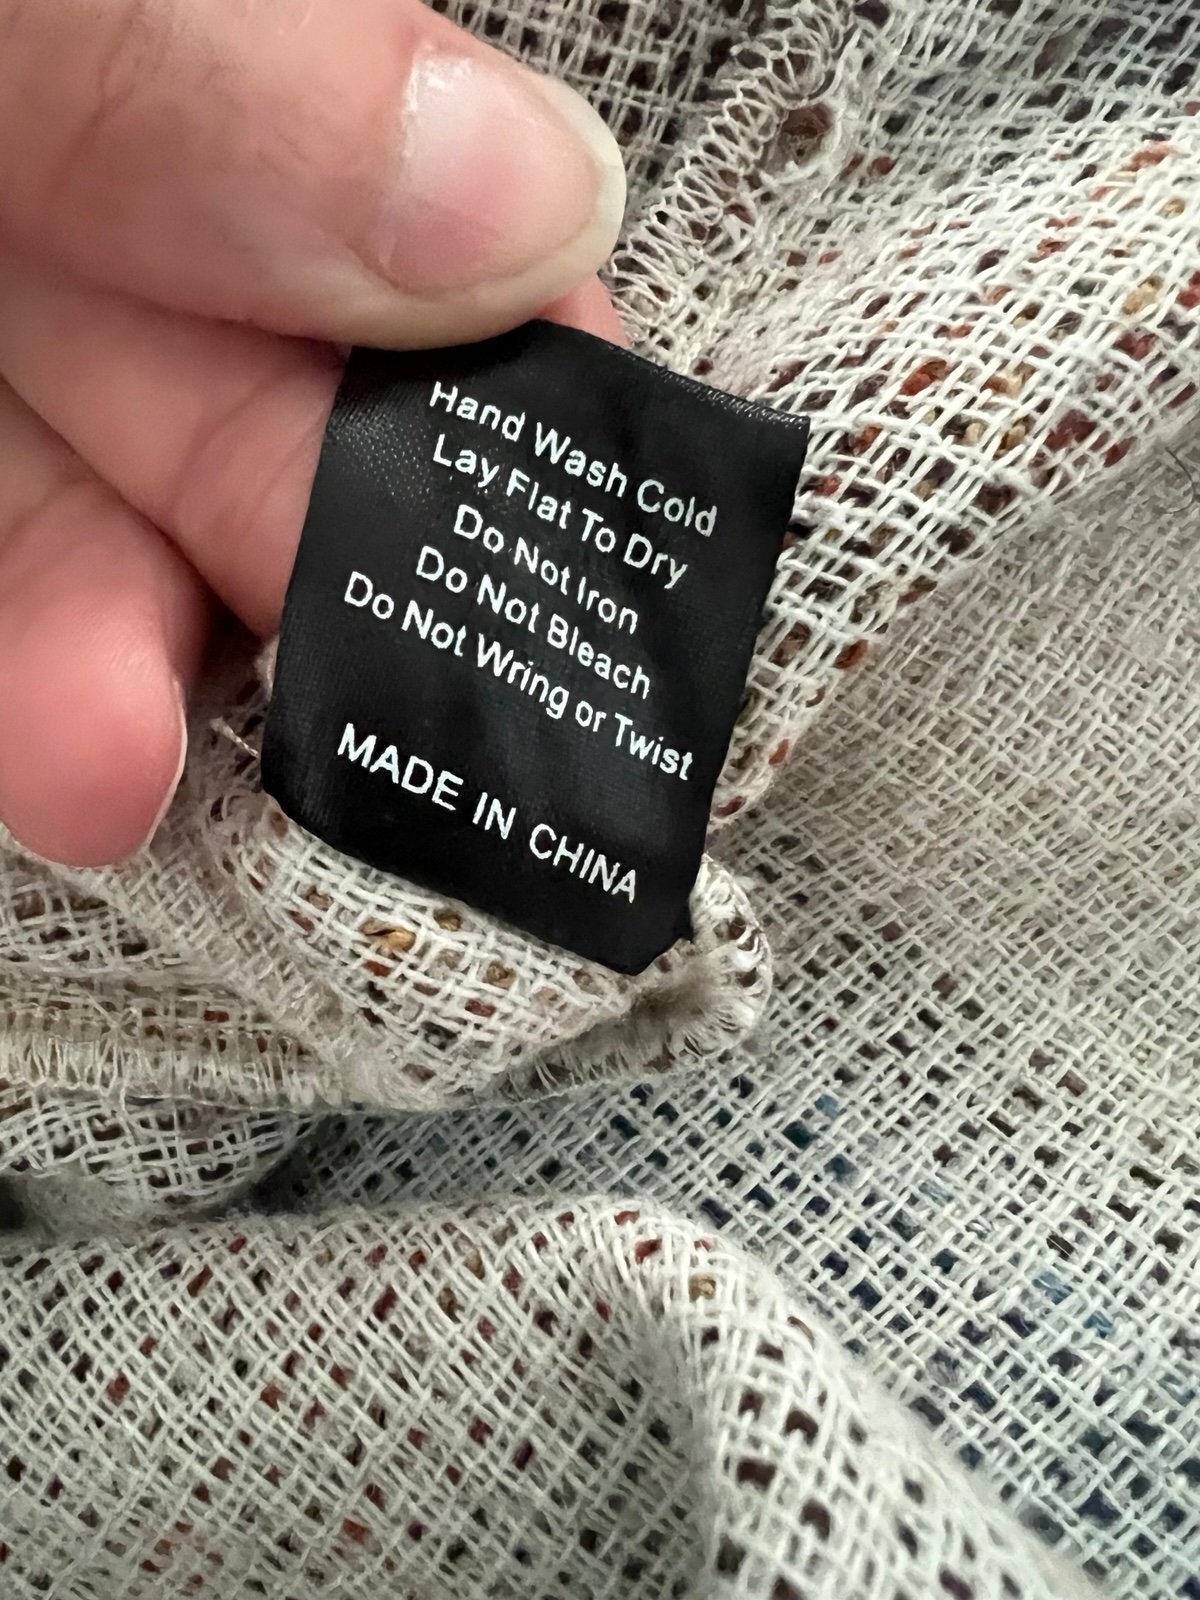 Hand Wash Cold
Lay Flat To Dry
Do Not Iron
Do Not Bleach
Do Not Wring or Twist
MADE IN CHINA